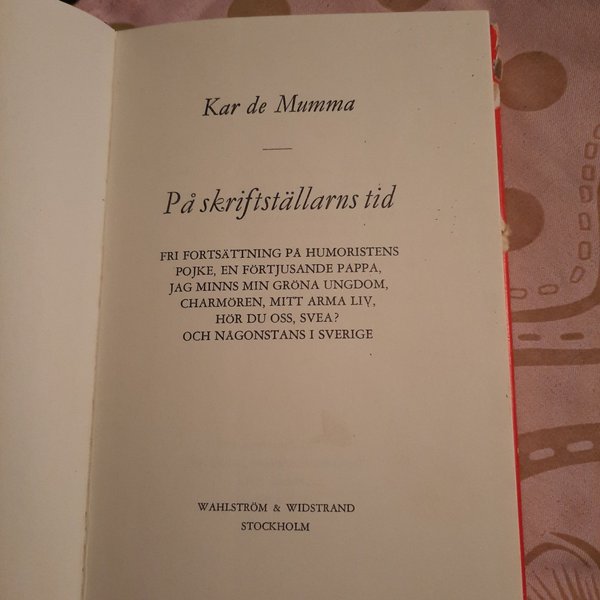 Kar de Mumma
På skriftställarns tid
FRI FORTSÄTTNING PÅ HUMORISTENS
POJKE, EN FÖRTJUSANDE PAPPA,
JAG MINNS MIN GRÖNA UNGDOM,
CHARMÖREN, MITT ARMA LIV,
HÖR DU OSS, SVEA?
OCH NÅGONSTANS I SVERIGE
WAHLSTRÖM & WIDSTRAND
STOCKHOLM